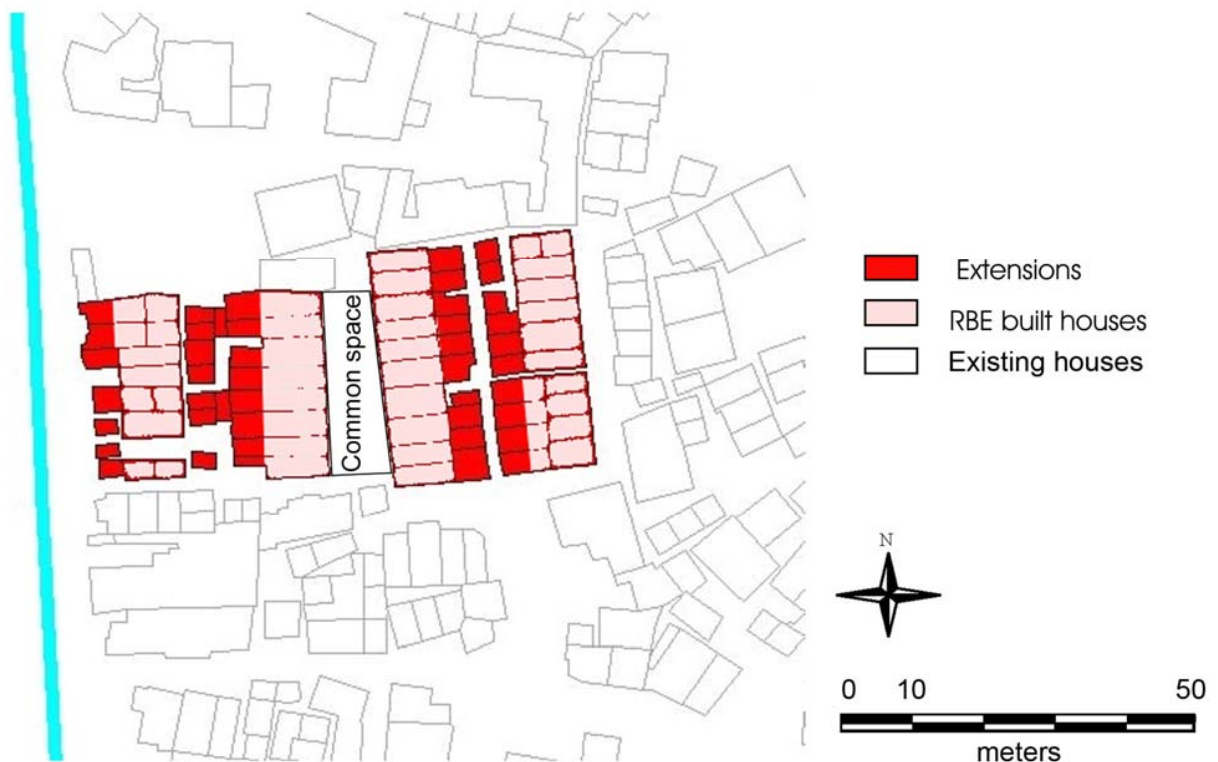 Common space
Extensions
RBE built houses
Existing houses
N
0 10 50
meters